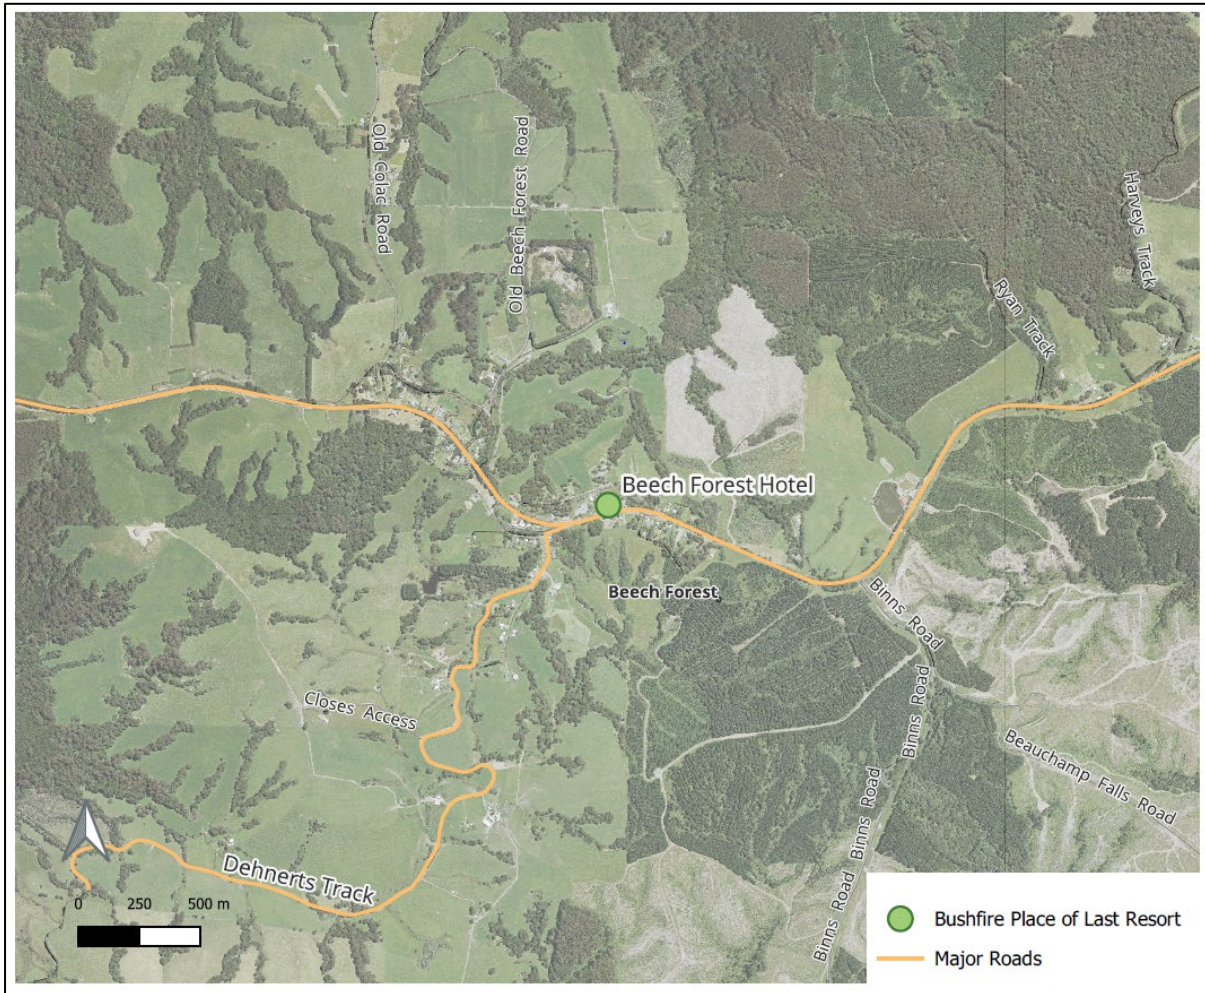 Old Colac Road
Old Beech Forest Road
Harveys Track
Ryan Track
Beech Forest Hotel
Beech Forest
Binns Road
Closes Access
Binns Road
Beauchamp Falls Road
Binns Road
Binns Road
Dehnerts Track
0 250 500 m
Bushfire Place of Last Resort
Major Roads